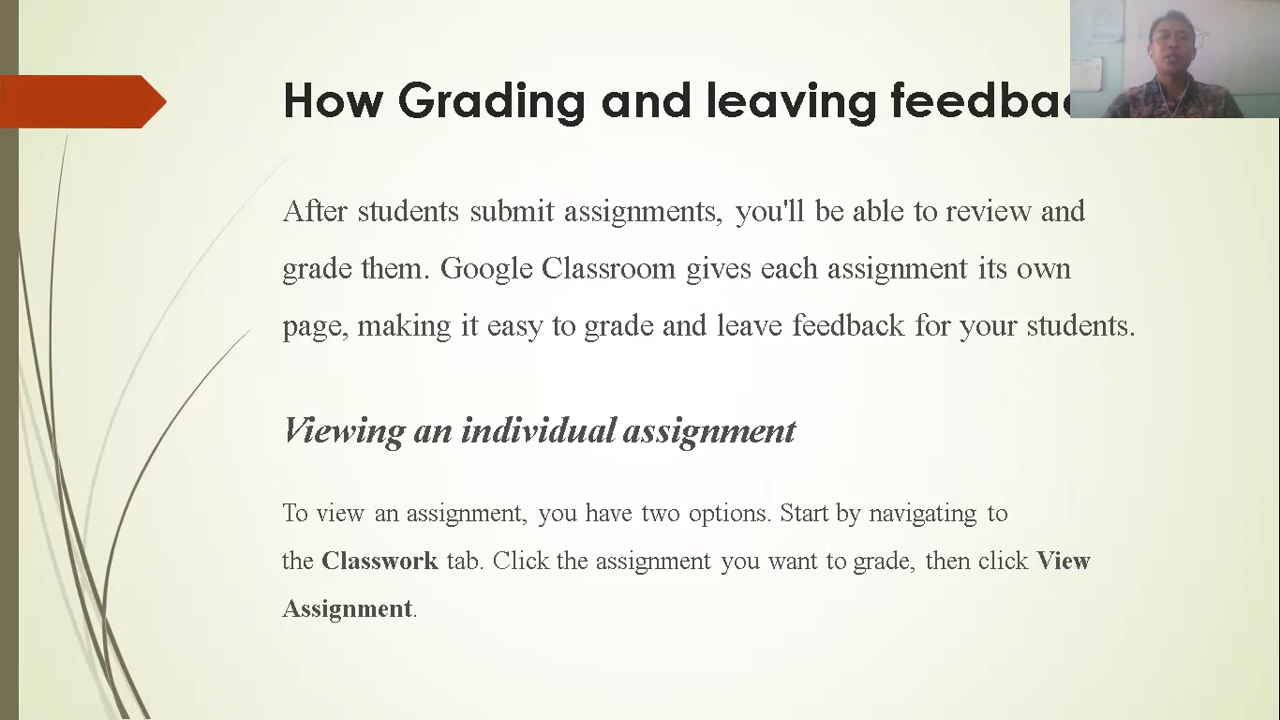 How Grading and leaving
After students submit assignments, you'll be able to review and
grade them. Google Classroom gives each assignment its own
page, making it easy to grade and leave feedback for your students.
Viewing an individual assignment
To view an assignment, you have two options. Start by navigating to
the Classwork tab. Click the assignment you want to grade, then click View
Assignment.